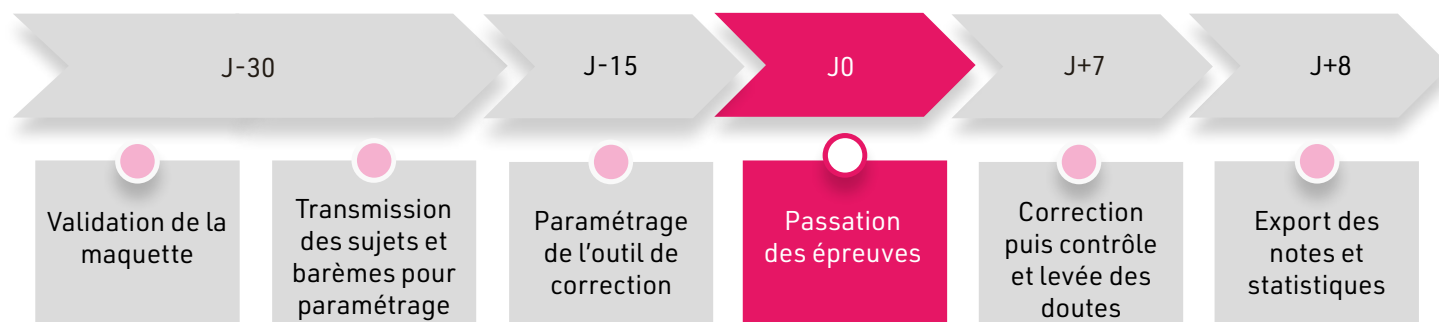 J-30
J-15
J0
J+7
J+8
Validation de la
maquette
Transmission
des sujets et
barèmes pour
paramétrage
Paramétrage
de l'outil de
correction
Passation
des épreuves
Correction
puis contrôle
et levée des
doutes
Export des
notes et
statistiques